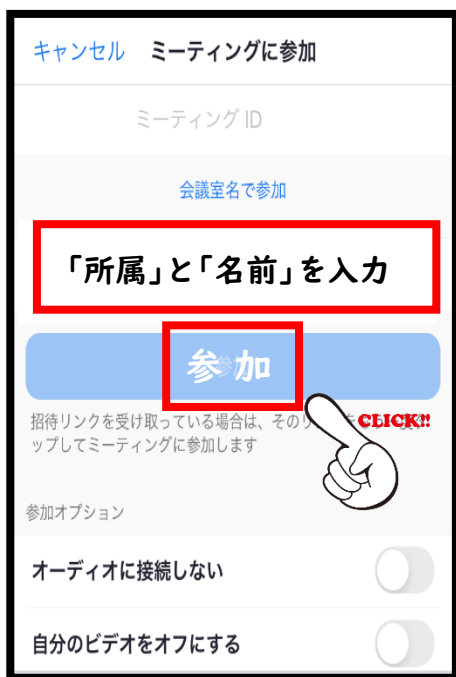 キャンセル ミーティングに参加
ミーティング ID
会議室名で参加
「所属」と「名前」を入力
参加
招待リンクを受け取っている場合は、その
CLICK!!
ップしてミーティングに参加します
参加オプション
オーディオに接続しない
自分のビデオをオフにする